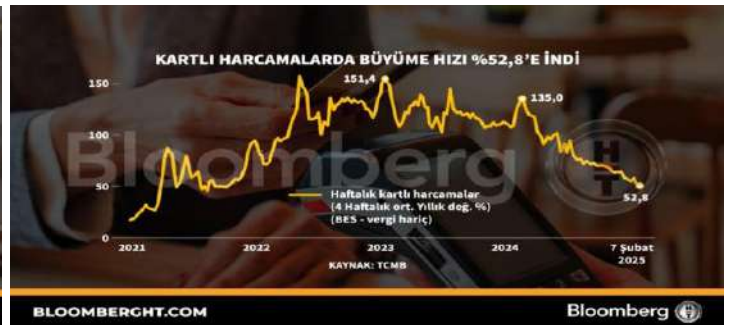 KARTLI HARCAMALARDA BÜYÜME HIZI %52,8'E İNDİ
150
151,4
135,0
100
Bloomberg HT
50
Haftalık kartlı harcamalar
(4 Haftalık ort. Yıllık değ. %)
(BES - vergi hariç)
52,8
0
2021
2022
2023
2024
7 Şubat
2025
KAYNAK: TCMB
BLOOMBERGHT.COM
Bloomberg HT